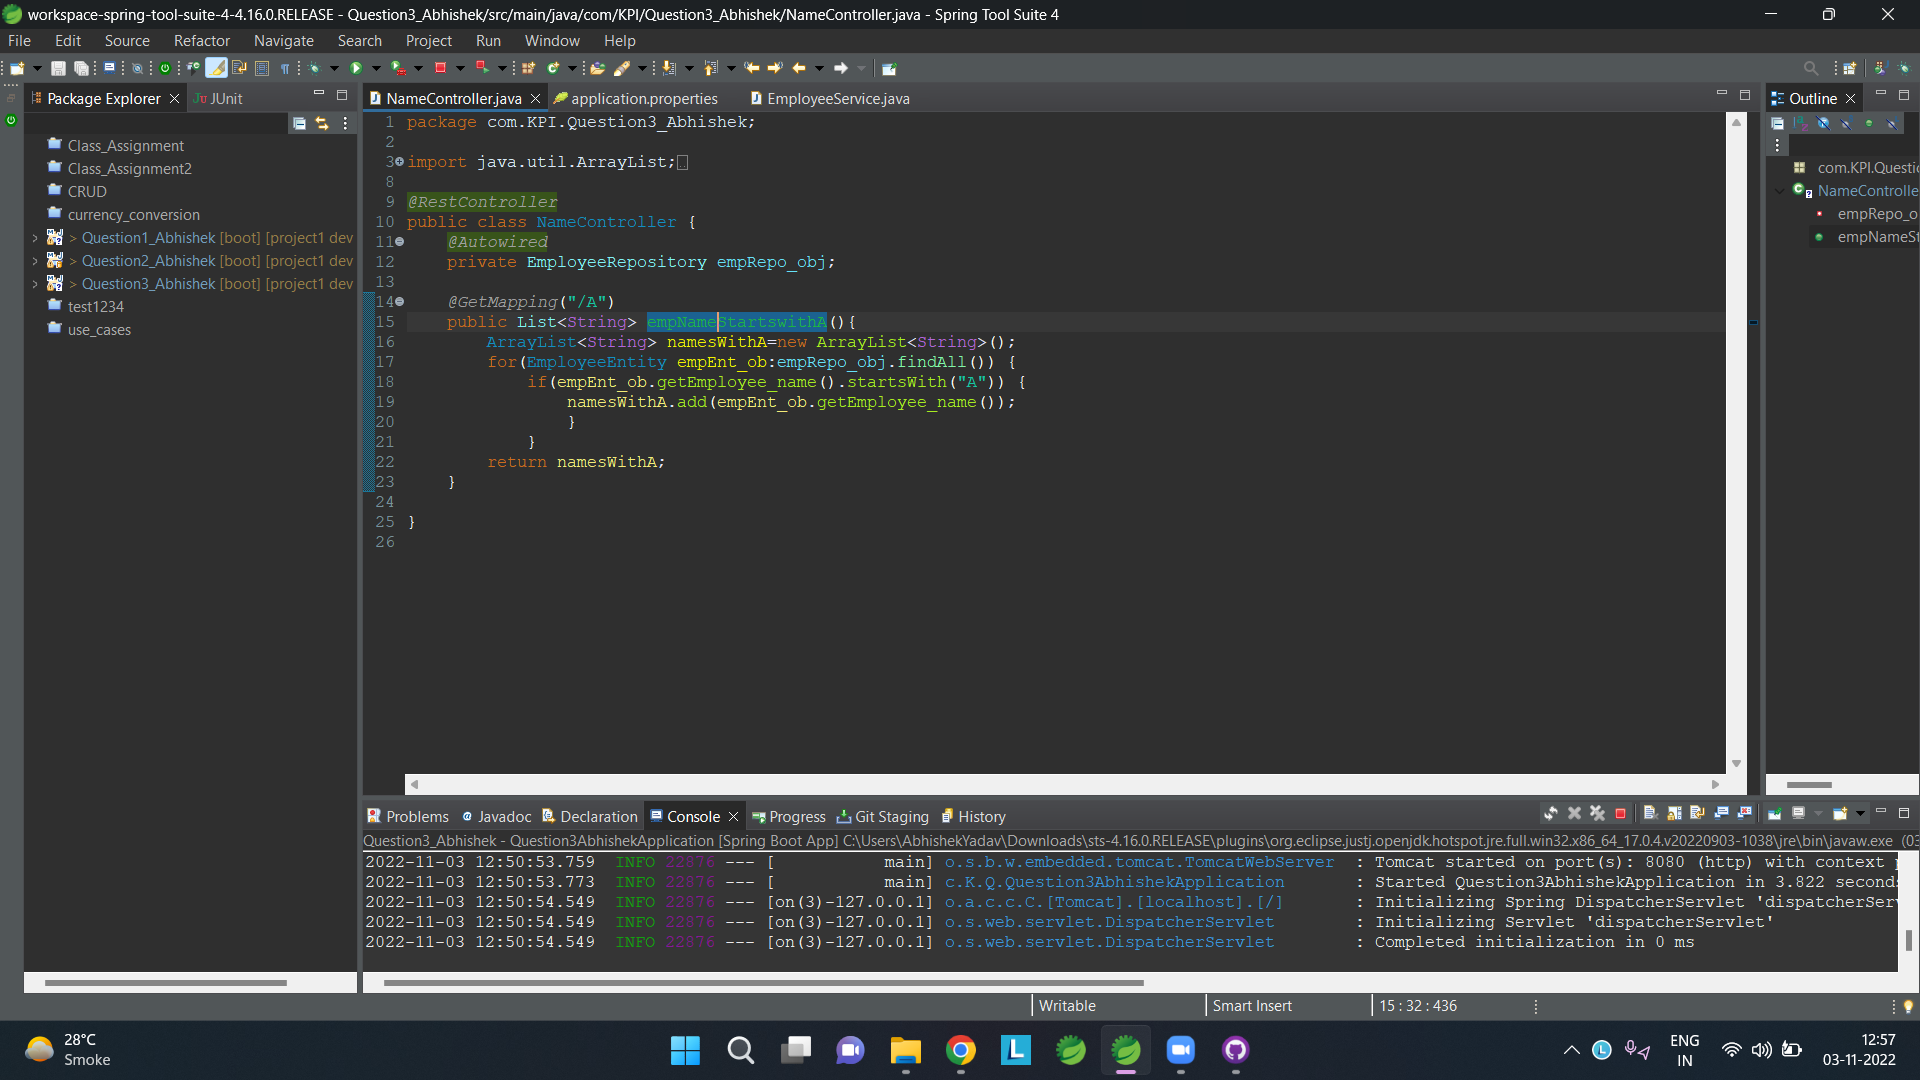 workspace-spring-tool-suite-4-4.16.0.RELEASE - Question3_Abhishek/src/main/java/com/KPI/Question3_Abhishek/NameController.java - Spring Tool Suite 4
File Edit Source Refactor Navigate Search Project Run Window Help
Package Explorer
Ju JUnit
Class_Assignment
Class_Assignment2
CRUD
currency_conversion
> Question1_Abhishek [boot] [project1 dev
> Question2_Abhishek [boot] [project1 dev
> Question3_Abhishek [boot] [project1 dev
test1234
use_cases
NameController.java application.properties EmployeeService.java
1 package com.KPI.Question3_Abhishek;
2
3 import java.util.ArrayList;
8
9 @RestController
10 public class NameController {
11 @Autowired
12 private EmployeeRepository empRepo_obj;
13
14 @GetMapping("/A")
15 public List<String> empNameStartswithA(){
16 ArrayList<String> namesWithA=new ArrayList<String>();
17 for(EmployeeEntity empEnt_ob:empRepo_obj.findAll()) {
18 if(empEnt_ob.getEmployee_name().startsWith("A")) {
19 namesWithA.add(empEnt_ob.getEmployee_name());
20 }
21 }
22 return namesWithA;
23 }
24
25 }
26
Outline
com.KPI.Questio
NameControlle
empRepo_o
empNameSt
Problems @ Javadoc Declaration Console Progress Git Staging History
Question3_Abhishek - Question3AbhishekApplication [Spring Boot App] C:\Users\AbhishekYadav\Downloads\sts-4.16.0.RELEASE\plugins\org.eclipse.justj.openjdk.hotspot.jre.full.win32.x86_64_17.0.4.v20220903-1038\jre\bin\javaw.exe (03
2022-11-03 12:50:53.759 INFO 22876 --- [ main] o.s.b.w.embedded.tomcat.TomcatWebServer : Tomcat started on port(s): 8080 (http) with context
2022-11-03 12:50:53.773 INFO 22876 --- [ main] c.K.Q.Question3AbhishekApplication : Started Question3AbhishekApplication in 3.822 seconds
2022-11-03 12:50:54.549 INFO 22876 --- [on(3)-127.0.0.1] o.a.c.c.C.[Tomcat].[localhost].[/] : Initializing Spring DispatcherServlet 'dispatcherSer
2022-11-03 12:50:54.549 INFO 22876 --- [on(3)-127.0.0.1] o.s.web.servlet.DispatcherServlet : Initializing Servlet 'dispatcherServlet'
2022-11-03 12:50:54.549 INFO 22876 --- [on(3)-127.0.0.1] o.s.web.servlet.DispatcherServlet : Completed initialization in 0 ms
Writable Smart Insert 15 : 32 : 436
28°C
Smoke
L
L
ENG
IN
12:57
03-11-2022